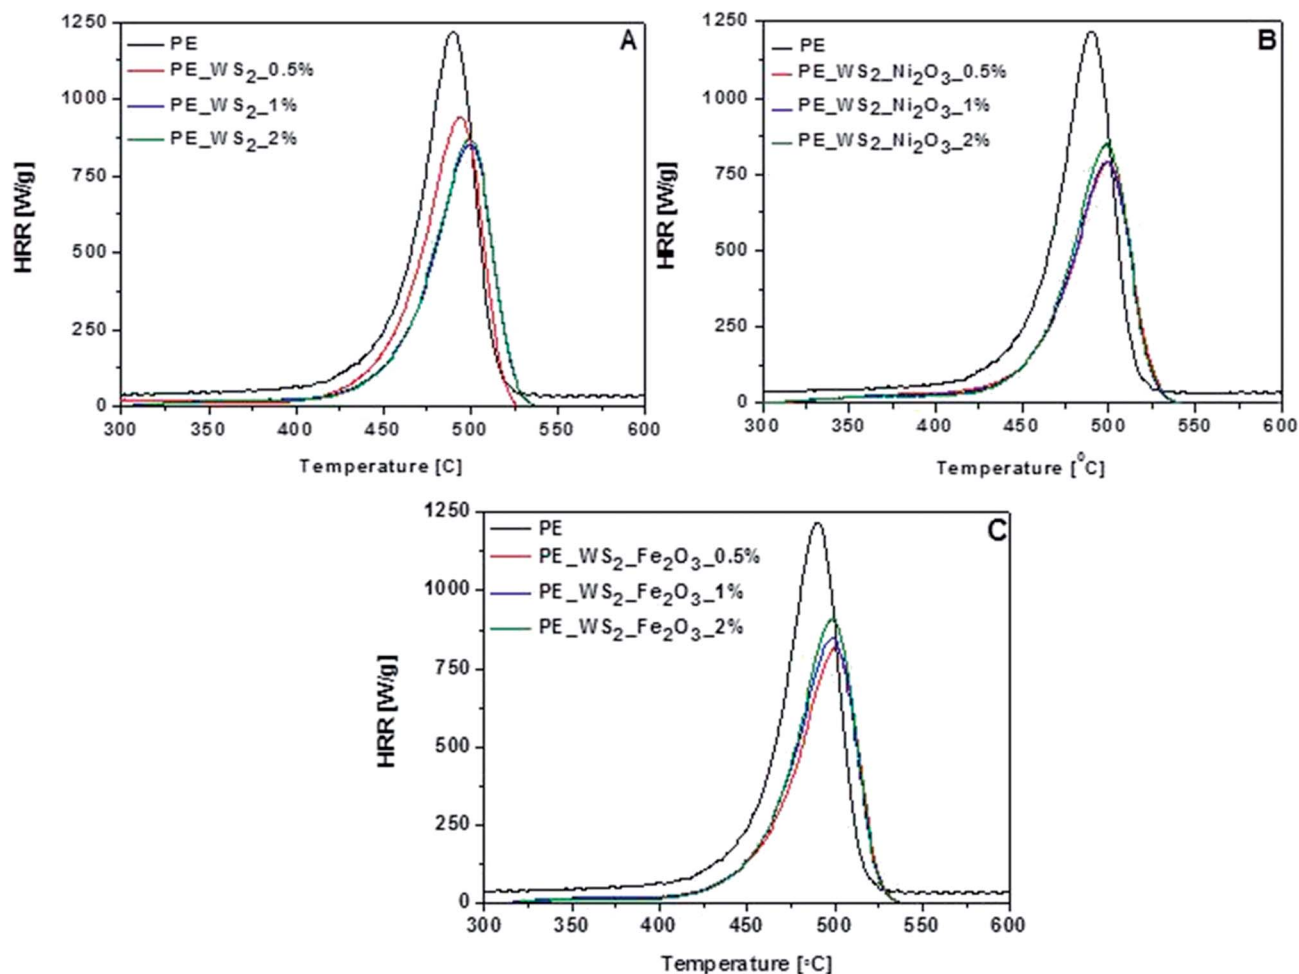 A
PE
PE_WS2_0.5%
PE_WS2_1%
PE_WS2_2%
HRR [W/g]
1250
1000
750
500
250
0
300 350 400 450 500 550 600
Temperature [C]
B
PE
PE_WS2_Ni2O3_0.5%
PE_WS2_Ni2O3_1%
PE_WS2_Ni2O3_2%
HRR [W/g]
1250
1000
750
500
250
0
300 350 400 450 500 550 600
Temperature [⁰C]
C
PE
PE_WS2_Fe2O3_0.5%
PE_WS2_Fe2O3_1%
PE_WS2_Fe2O3_2%
HRR [W/g]
1250
1000
750
500
250
0
300 350 400 450 500 550 600
Temperature [°C]